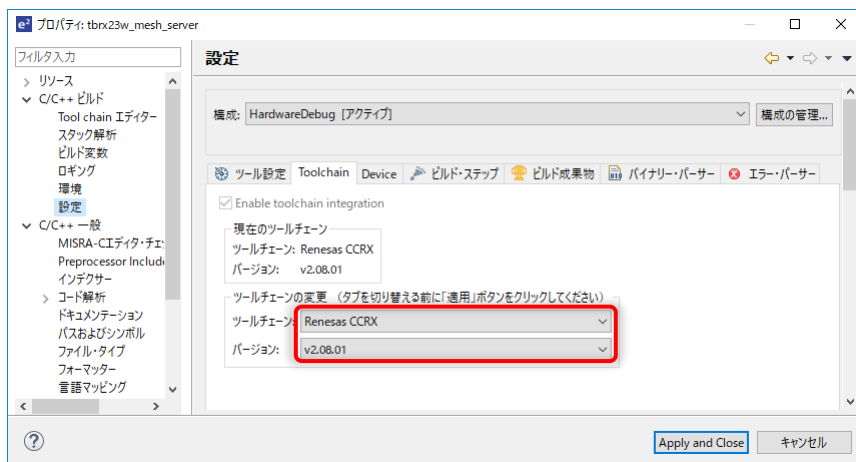 e² プロパティ: tbrx23w_mesh_server
フィルタ入力
設定
リソース
C/C++ ビルド
Tool chain エディター
スタック解析
ビルド変数
ロギング
環境
設定
C/C++ 一般
MISRA-Cエディタ・チェ
Preprocessor Include
インデクサー
コード解析
ドキュメンテーション
パスおよびシンボル
ファイル・タイプ
フォーマッター
言語マッピング
構成: HardwareDebug [アクティブ]
構成の管理...
ツール設定 Toolchain Device ビルド・ステップ ビルド成果物 バイナリー・パーサー エラー・パーサー
Enable toolchain integration
現在のツールチェーン
ツールチェーン: Renesas CCRX
バージョン: v2.08.01
ツールチェーンの変更 (タブを切り替える前に「適用」ボタンをクリックしてください)
ツールチェーン: Renesas CCRX
バージョン: v2.08.01
Apply and Close キャンセル